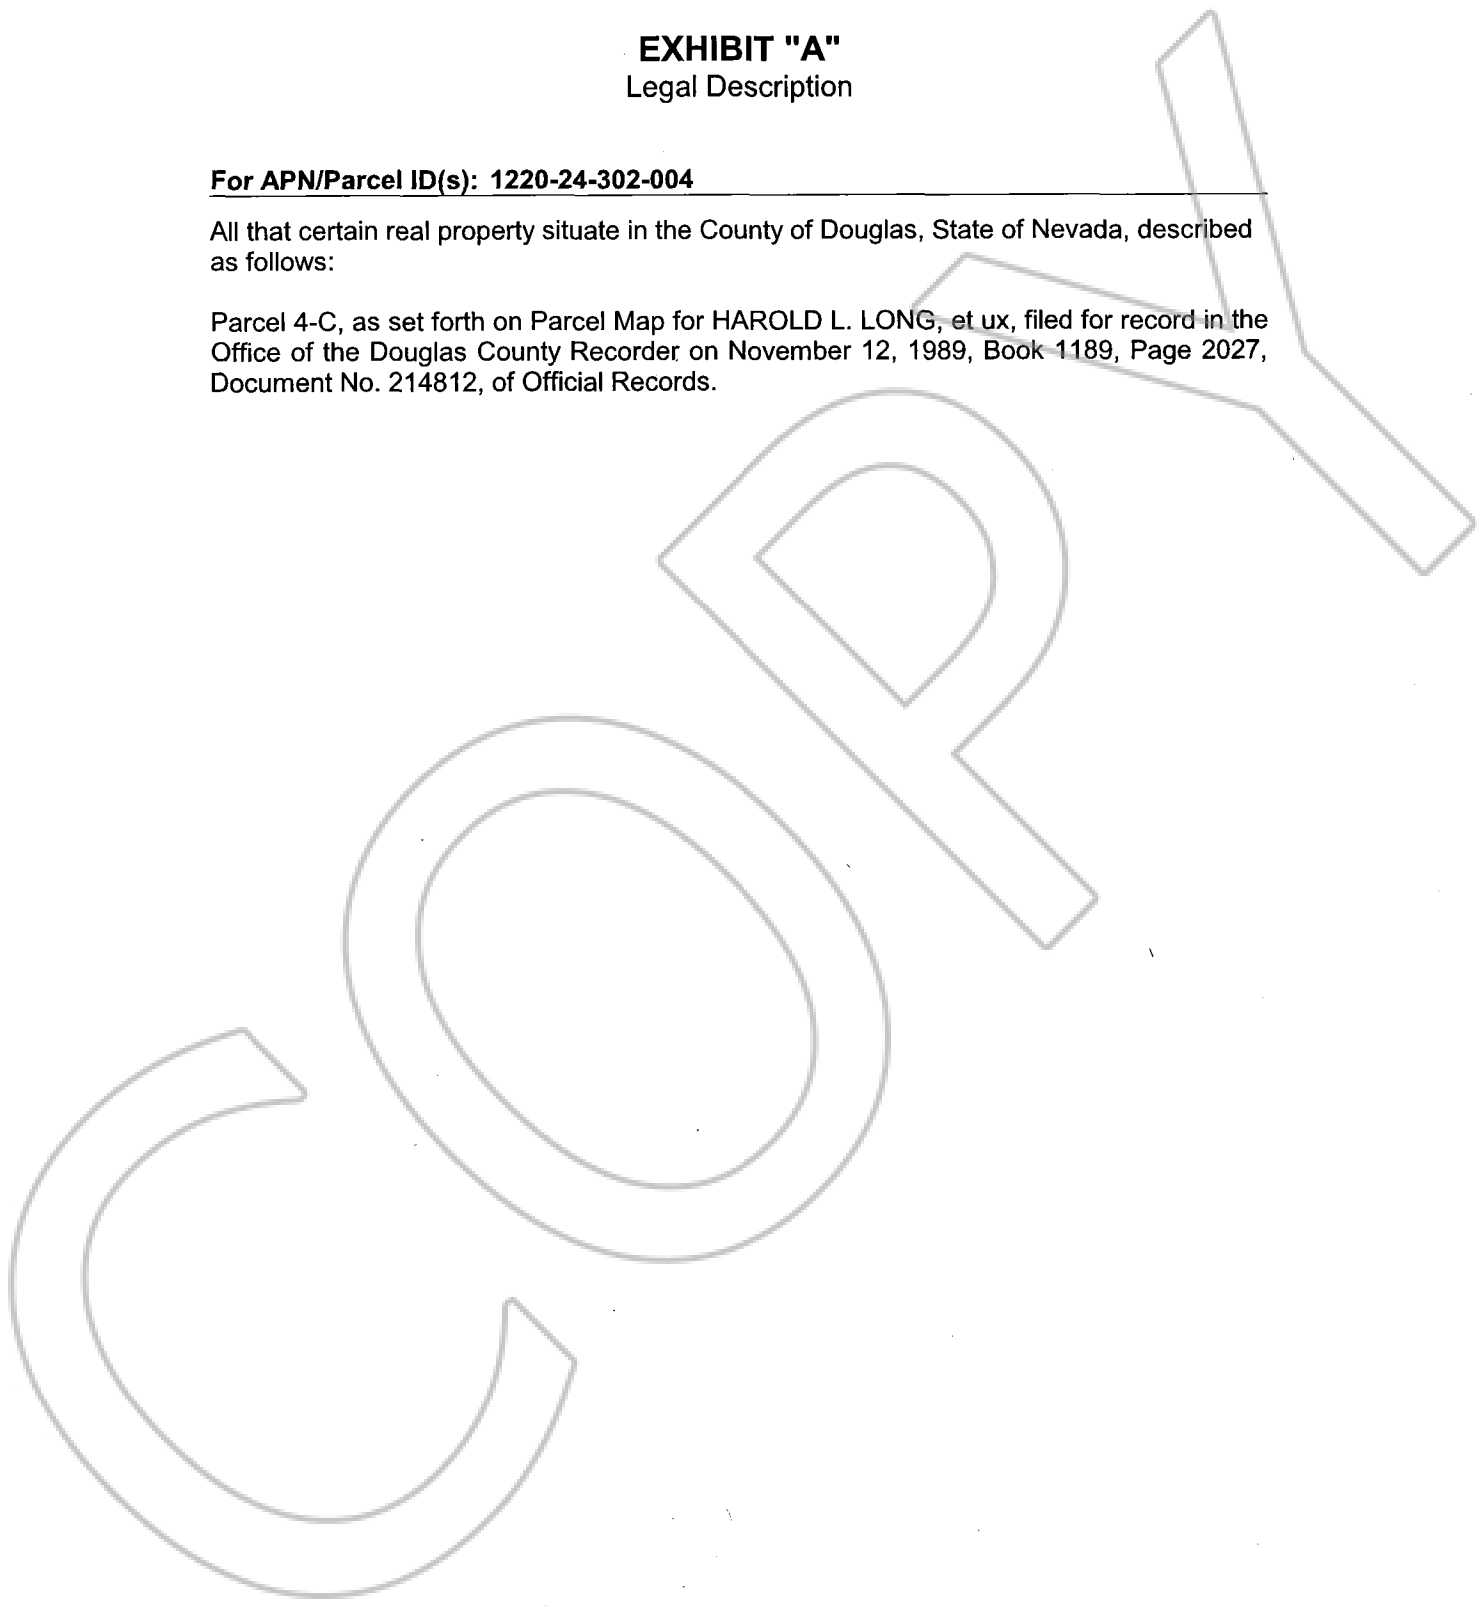 EXHIBIT "A"
Legal Description
For APN/Parcel ID(s): 1220-24-302-004
All that certain real property situate in the County of Douglas, State of Nevada, described
as follows:
Parcel 4-C, as set forth on Parcel Map for HAROLD L. LONG, et ux, filed for record in the
Office of the Douglas County Recorder on November 12, 1989, Book 1189, Page 2027,
Document No. 214812, of Official Records.
COPY